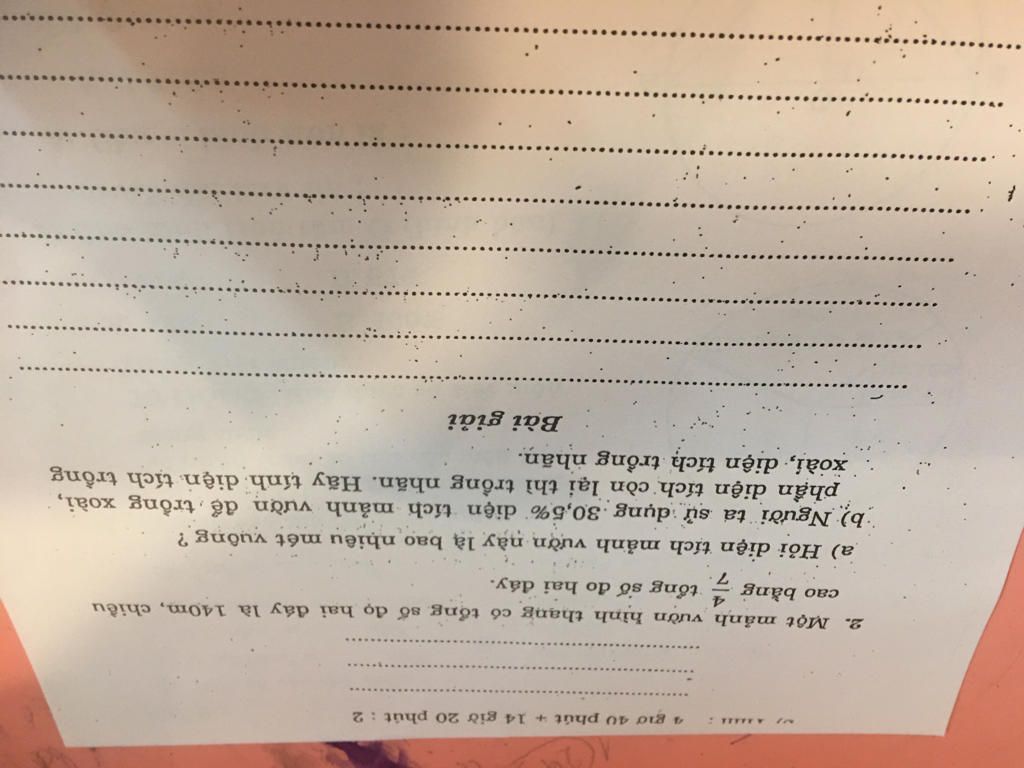 4 giờ 40 phút + 14 giờ 20 phút : 2
2. Một mảnh vườn hình thang có tổng số đo hai đáy là 140m, chiều
cao bằng 4/7 tổng số đo hai đáy.
a) Hỏi diện tích mảnh vườn này là bao nhiêu mét vuông ?
b) Người ta sử dụng 30,5% diện tích mảnh vườn để trồng xoài,
phần diện tích còn lại thì trồng nhãn. Hãy tính diện tích trồng
xoài, diện tích trồng nhãn.
Bài giải